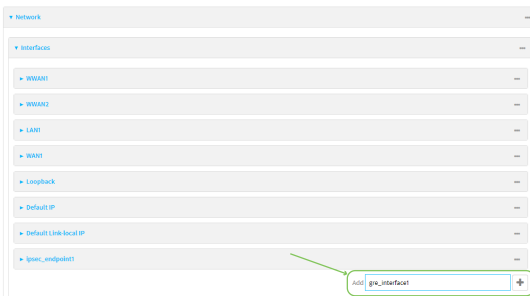 Network
Interfaces
WWAN1
WWAN2
LAN1
WAN1
Loopback
Default IP
Default Link-local IP
ipsec_endpoint1
Add gre_interface1